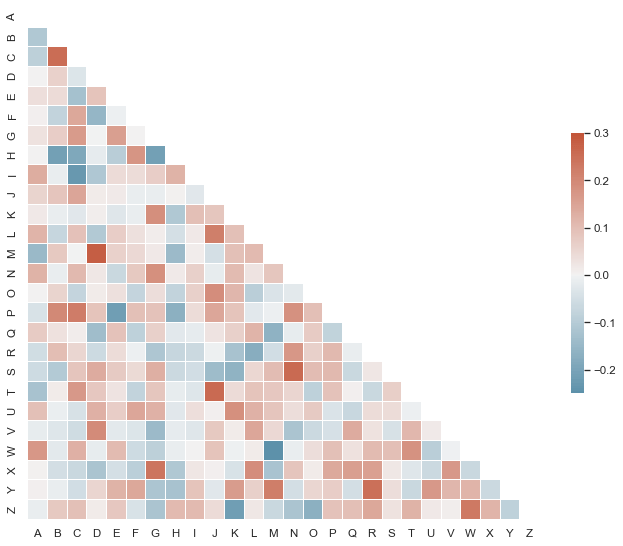 A
B
C
D
E
F
G
H
I
J
K
L
M
N
O
P
Q
R
S
T
U
V
W
X
Y
Z
A B C D E F G H I J K L M N O P Q R S T U V W X Y Z
0.3
0.2
0.1
0.0
−0.1
−0.2